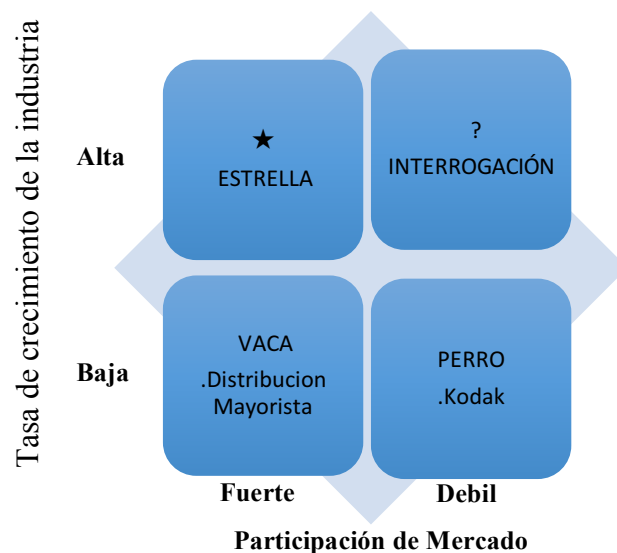 Tasa de crecimiento de la industria
Alta
★
ESTRELLA
?
INTERROGACIÓN
Baja
VACA
.Distribucion
Mayorista
PERRO
.Kodak
Fuerte
Debil
Participación de Mercado